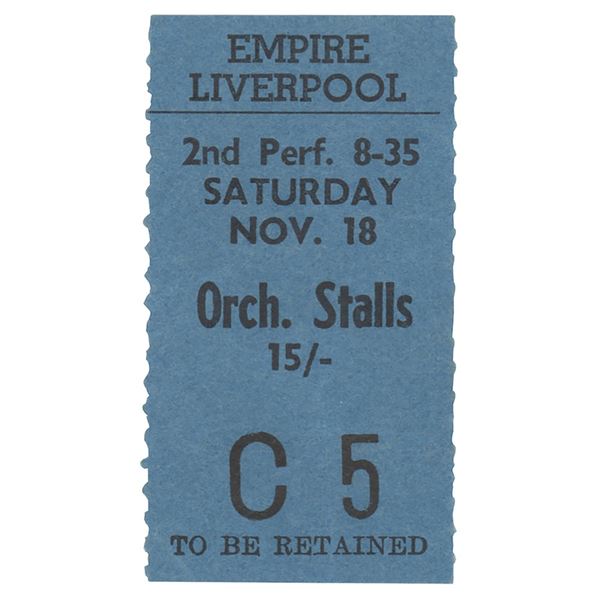 EMPIRE
LIVERPOOL
2nd Perf. 8-35
SATURDAY
NOV. 18
Orch. Stalls
15/-
C 5
TO BE RETAINED